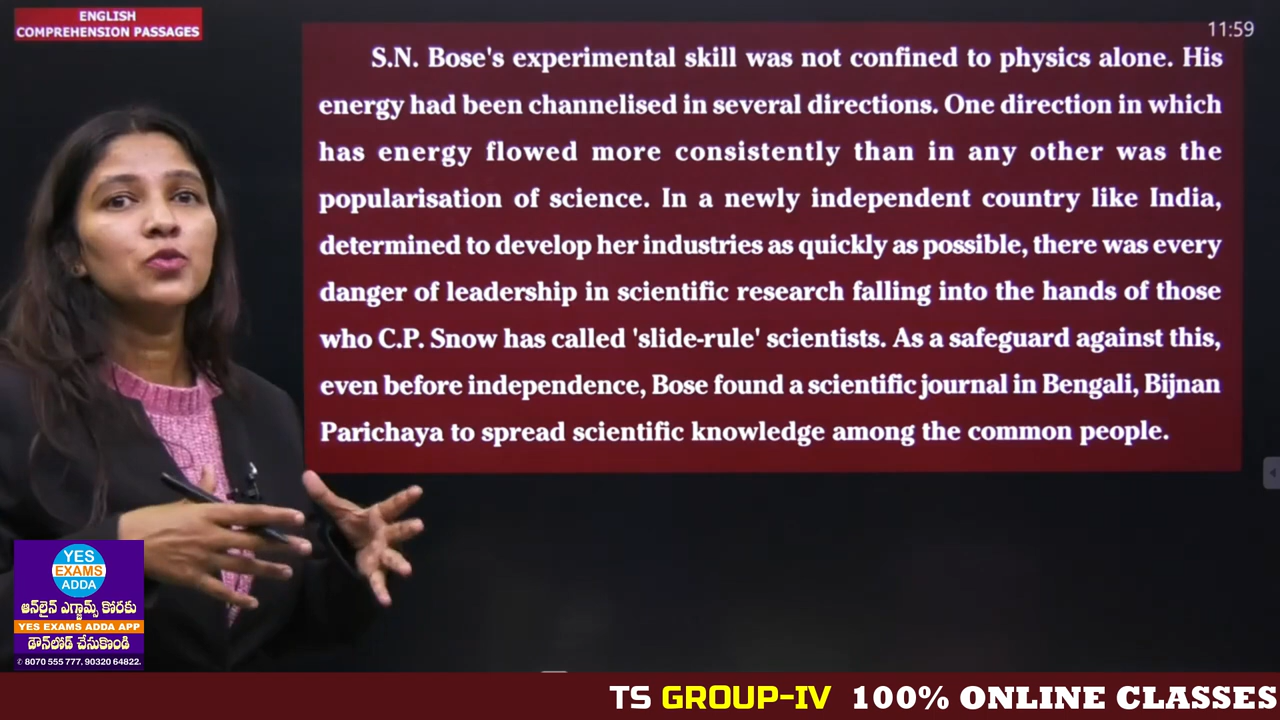 ENGLISH
COMPREHENSION PASSAGES
11:59
S.N. Bose's experimental skill was not confined to physics alone. His
energy had been channelised in several directions. One direction in which
has energy flowed more consistently than in any other was the
popularisation of science. In a newly independent country like India,
determined to develop her industries as quickly as possible, there was every
danger of leadership in scientific research falling into the hands of those
who C.P. Snow has called 'slide-rule' scientists. As a safeguard against this,
even before independence, Bose found a scientific journal in Bengali, Bijnan
Parichaya to spread scientific knowledge among the common people.
YES
EXAMS
ADDA
ఆన్‌లైన్ ఎగ్జామ్స్ కొరకు
YES EXAMS ADDA APP
డౌన్‌లోడ్ చేసుకొండి
✆ 8070 555 777, 90320 64822.
TS GROUP-IV 100% ONLINE CLASSES